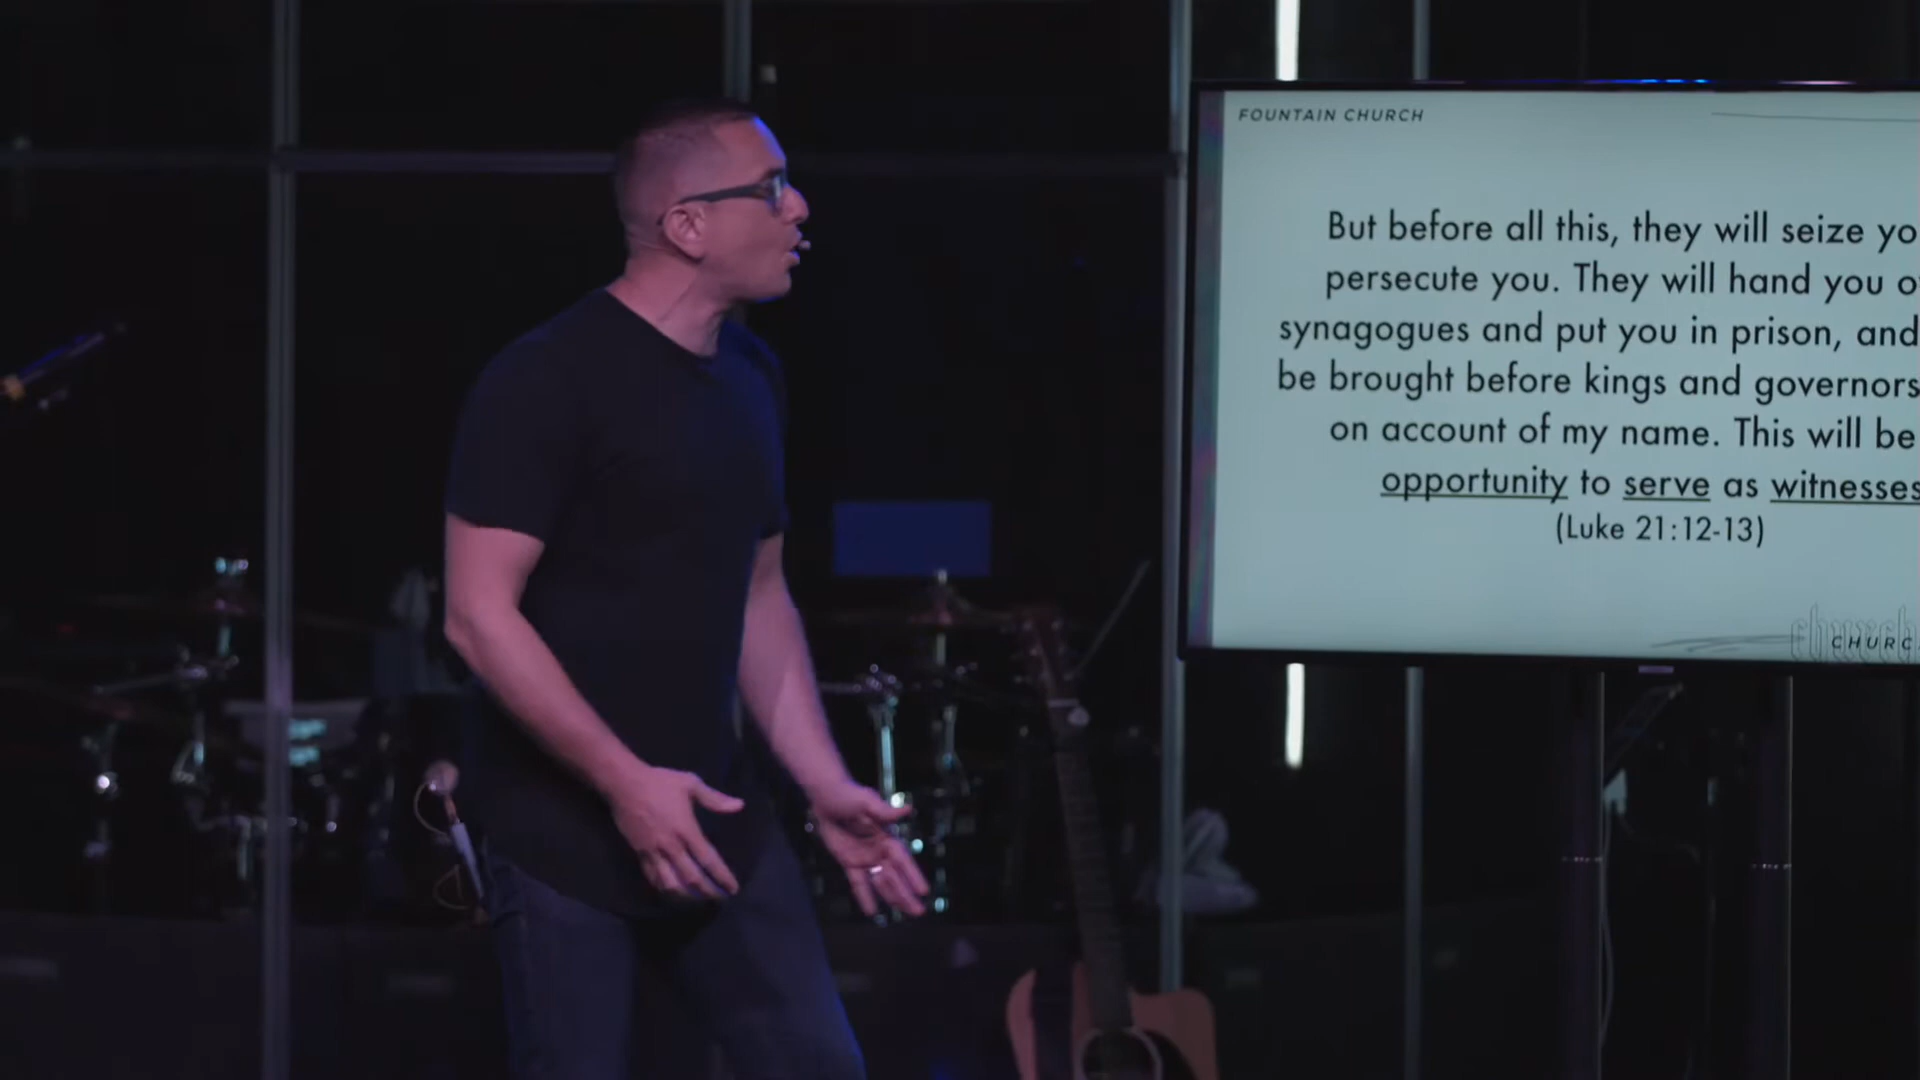 FOUNTAIN CHURCH
But before all this, they will seize yo
persecute you. They will hand you o
synagogues and put you in prison, and
be brought before kings and governors
on account of my name. This will be
opportunity to serve as witnesses
(Luke 21:12-13)
church
CHURC